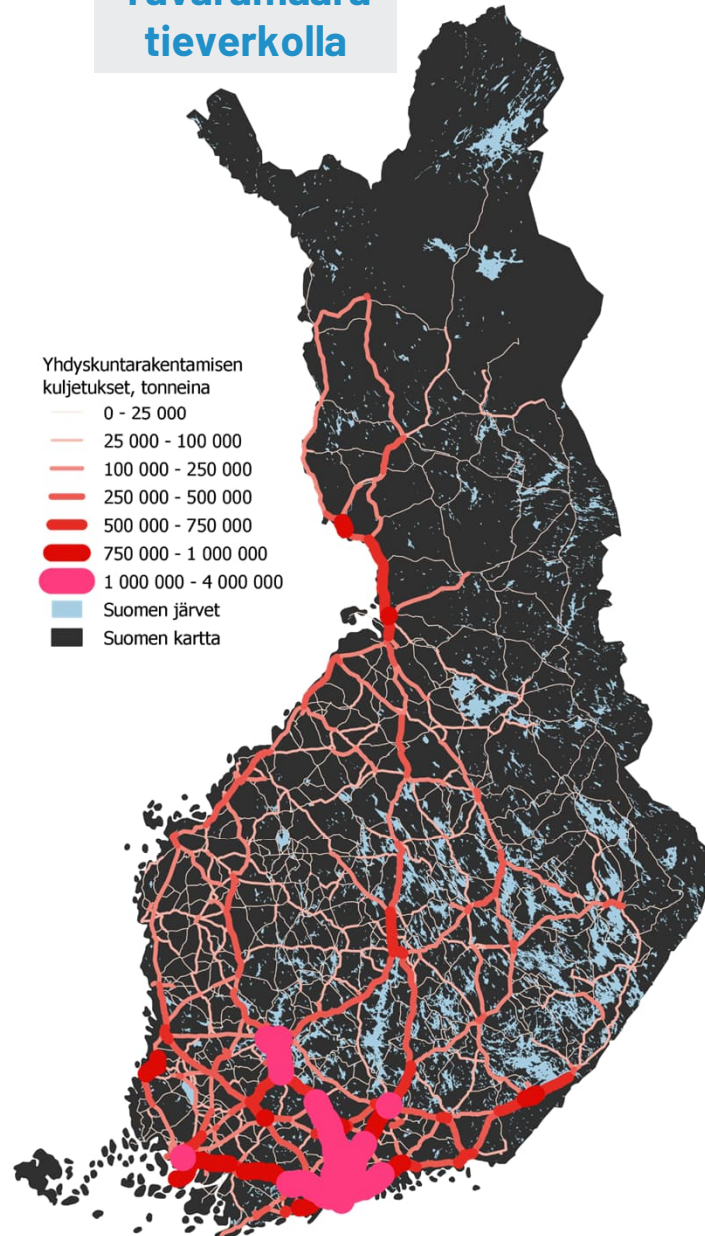 Tavaramäärä
tieverkolla
Yhdyskuntarakentamisen
kuljetukset, tonneina
0 - 25 000
25 000 - 100 000
100 000 - 250 000
250 000 - 500 000
500 000 - 750 000
750 000 - 1 000 000
1 000 000 - 4 000 000
Suomen järvet
Suomen kartta